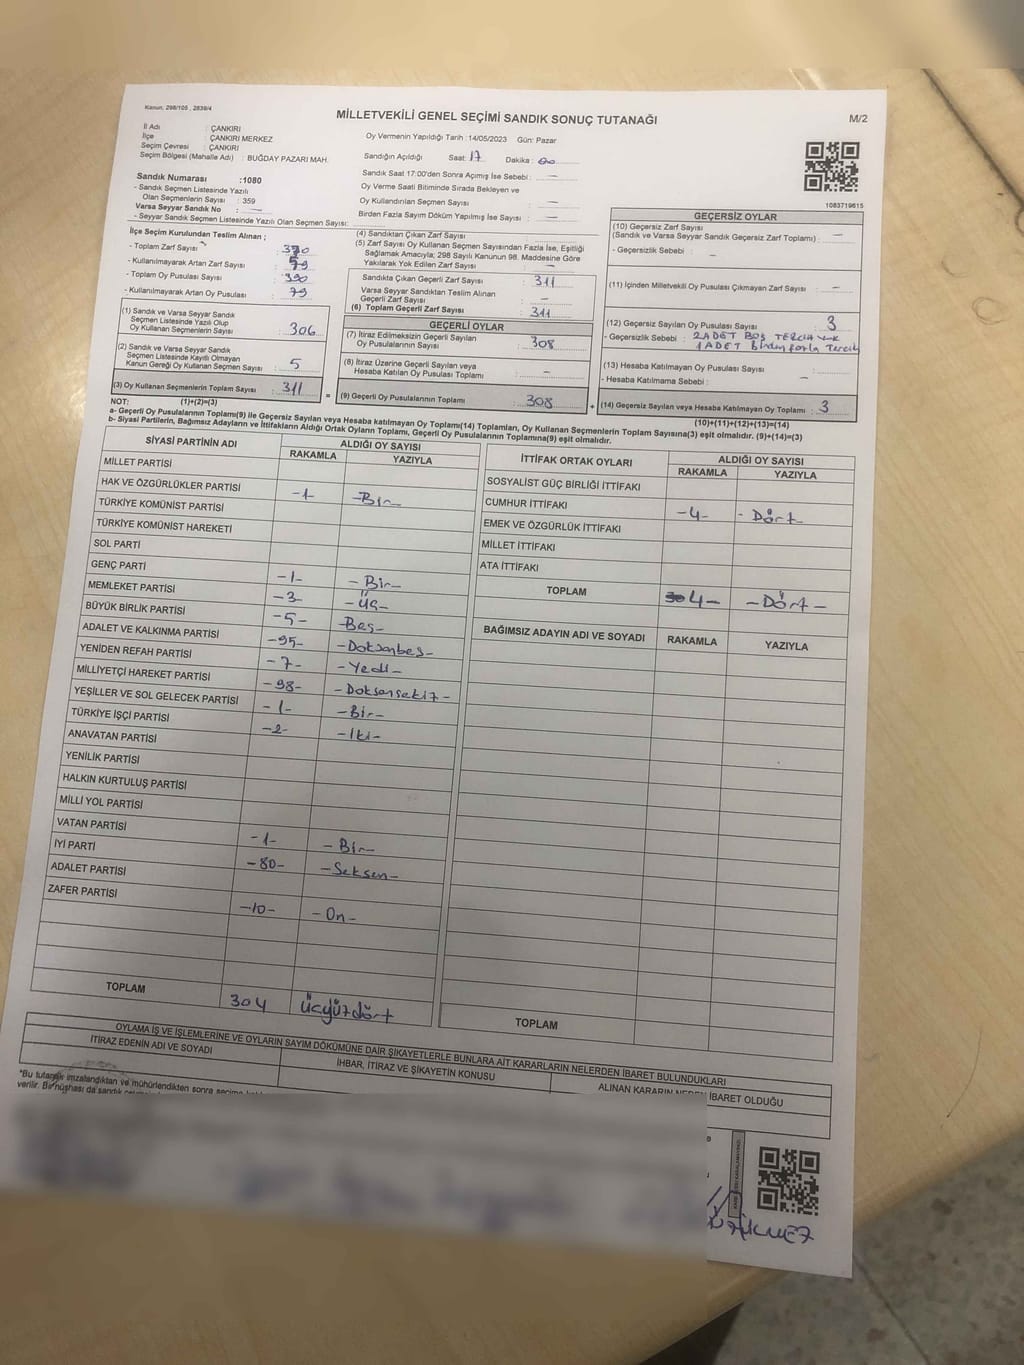 Kanun, 298/105 , 2839/4
MİLLETVEKİLİ GENEL SEÇİMİ SANDIK SONUÇ TUTANAĞI
M/2
İl Adı : ÇANKIRI
İlçe : ÇANKIRI MERKEZ
Seçim Çevresi : ÇANKIRI
Seçim Bölgesi (Mahalle Adı) : BUĞDAY PAZARI MAH.
Oy Vermenin Yapıldığı Tarih : 14/05/2023 Gün: Pazar
Sandığın Açıldığı Saat: 17 Dakika : 00
Sandık Saat 17:00'den Sonra Açımış İse Sebebi : —
Oy Verme Saati Bitiminde Sırada Bekleyen ve
Oy Kullandırılan Seçmen Sayısı : —
Birden Fazla Sayım Döküm Yapılmış İse Sayısı : —
1083719615
Sandık Numarası :1080
- Sandık Seçmen Listesinde Yazılı
Olan Seçmenlerin Sayısı : 359
Varsa Seyyar Sandık No : —
- Seyyar Sandık Seçmen Listesinde Yazılı Olan Seçmen Sayısı:
İlçe Seçim Kurulundan Teslim Alınan ;
- Toplam Zarf Sayısı
- Kullanılmayarak Artan Zarf Sayısı : 79
- Toplam Oy Pusulası Sayısı : 390
- Kullanılmayarak Artan Oy Pusulası : 79
(1) Sandık ve Varsa Seyyar Sandık
Seçmen Listesinde Yazılı Olup
Oy Kullanan Seçmenlerin Sayısı : 306
(2) Sandık ve Varsa Seyyar Sandık
Seçmen Listesinde Kayıtlı Olmayan
Kanun Gereği Oy Kullanan Seçmen Sayısı : 5
(3) Oy Kullanan Seçmenlerin Toplam Sayısı : 311
(4) Sandıktan Çıkan Zarf Sayısı :
(5) Zarf Sayısı Oy Kullanan Seçmen Sayısından Fazla İse, Eşitliği
Sağlamak Amacıyla; 298 Sayılı Kanunun 98. Maddesine Göre
Yakılarak Yok Edilen Zarf Sayısı : —
Sandıkta Çıkan Geçerli Zarf Sayısı : 311
Varsa Seyyar Sandıktan Teslim Alınan
Geçerli Zarf Sayısı : —
(6) Toplam Geçerli Zarf Sayısı : 311
GEÇERLİ OYLAR
(7) İtiraz Edilmeksizin Geçerli Sayılan
Oy Pusulalarının Sayısı : 308
(8) İtiraz Üzerine Geçerli Sayılan veya
Hesaba Katılan Oy Pusulası Toplamı : —
(9) Geçerli Oy Pusulalarının Toplamı : 308
GEÇERSİZ OYLAR
(10) Geçersiz Zarf Sayısı
(Sandık ve Varsa Seyyar Sandık Geçersiz Zarf Toplamı) : —
- Geçersizlik Sebebi : —
(11) İçinden Milletvekili Oy Pusulası Çıkmayan Zarf Sayısı : —
(12) Geçersiz Sayılan Oy Pusulası Sayısı : 3
- Geçersizlik Sebebi : 2 ADET BOŞ TERCİH
1 ADET Birden fazla Tercih
(13) Hesaba Katılmayan Oy Pusulası Sayısı :
- Hesaba Katılmama Sebebi : —
(14) Geçersiz Sayılan veya Hesaba Katılmayan Oy Toplamı : 3
NOT: (1)+(2)=(3)
(10)+(11)+(12)+(13)=(14)
a- Geçerli Oy Pusulalarının Toplamı(9) ile Geçersiz Sayılan veya Hesaba katılmayan Oy Toplamı(14) Toplamları, Oy Kullanan Seçmenlerin Toplam Sayısına(3) eşit olmalıdır. (9)+(14)=(3)
b- Siyasi Partilerin, Bağımsız Adayların ve İttifakların Aldığı Ortak Oyların Toplamı, Geçerli Oy Pusulalarının Toplamına(9) eşit olmalıdır.
SİYASİ PARTİNİN ADI ALDIĞI OY SAYISI
RAKAMLA YAZIYLA
MİLLET PARTİSİ
HAK VE ÖZGÜRLÜKLER PARTİSİ -1- -Bir-
TÜRKİYE KOMÜNİST PARTİSİ
TÜRKİYE KOMÜNİST HAREKETİ
SOL PARTİ
GENÇ PARTİ -1- -Bir-
MEMLEKET PARTİSİ -3- -Üç-
BÜYÜK BİRLİK PARTİSİ -5- -Beş-
ADALET VE KALKINMA PARTİSİ -95- -Doksanbeş-
YENİDEN REFAH PARTİSİ -7- -Yedi-
MİLLİYETÇİ HAREKET PARTİSİ -98- -Doksansekiz-
YEŞİLLER VE SOL GELECEK PARTİSİ -1- -Bir-
TÜRKİYE İŞÇİ PARTİSİ -2- -İki-
ANAVATAN PARTİSİ
YENİLİK PARTİSİ
HALKIN KURTULUŞ PARTİSİ
MİLLİ YOL PARTİSİ
VATAN PARTİSİ -1- -Bir-
İYİ PARTİ -80- -Seksen-
ADALET PARTİSİ
ZAFER PARTİSİ -10- -On-
TOPLAM 304 Üçyüzdört
İTTİFAK ORTAK OYLARI ALDIĞI OY SAYISI
RAKAMLA YAZIYLA
SOSYALİST GÜÇ BİRLİĞİ İTTİFAKI
CUMHUR İTTİFAKI -4- -Dört-
EMEK VE ÖZGÜRLÜK İTTİFAKI
MİLLET İTTİFAKI
ATA İTTİFAKI
TOPLAM 4- -Dört-
BAĞIMSIZ ADAYIN ADI VE SOYADI RAKAMLA YAZIYLA
TOPLAM
OYLAMA İŞ VE İŞLEMLERİNE VE OYLARIN SAYIM DÖKÜMÜNE DAİR ŞİKAYETLERLE BUNLARA AİT KARARLARIN NELERDEN İBARET BULUNDUKLARI
İTİRAZ EDENİN ADI VE SOYADI İHBAR, İTİRAZ VE ŞİKAYETİN KONUSU ALINAN KARARIN NEDEN İBARET OLDUĞU
*Bu tutanak imzalandıktan ve mühürlendikten sonra seçime
verilir. Bir nüshası da sandık